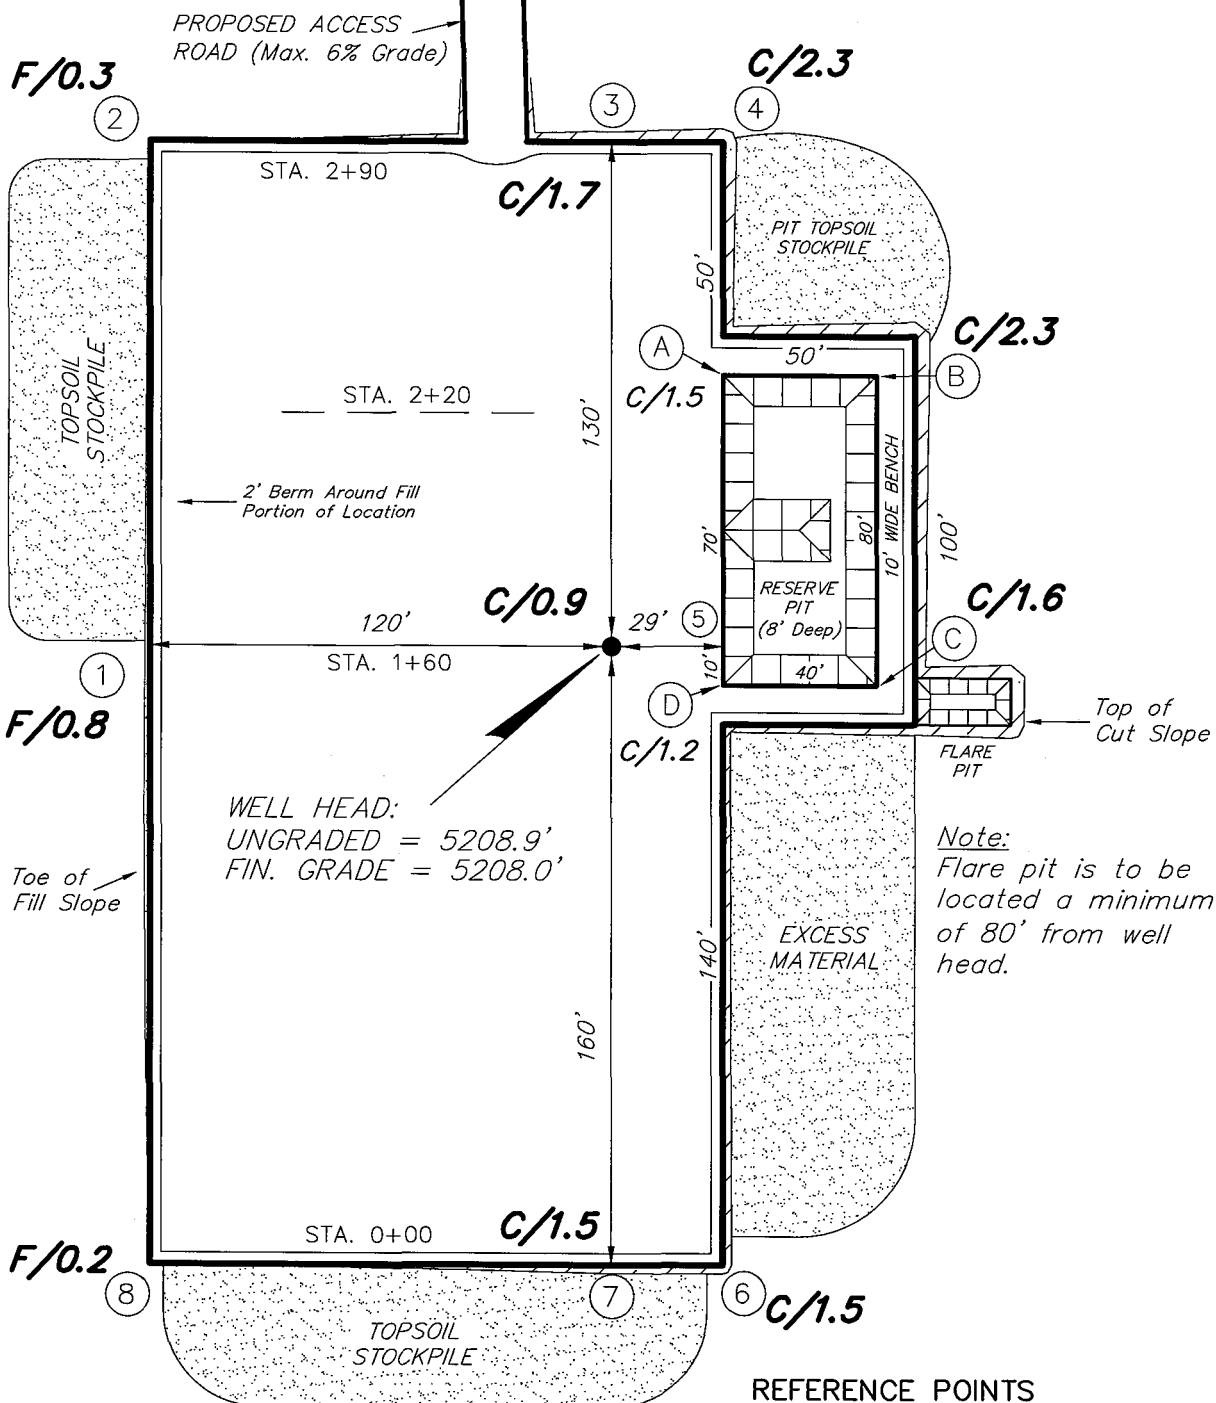 PROPOSED ACCESS
ROAD (Max. 6% Grade)
F/0.3
C/2.3
2
3
4
STA. 2+90
C/1.7
PIT TOPSOIL
STOCKPILE
50'
C/2.3
A
50'
B
C/1.5
TOPSOIL
STOCKPILE
STA. 2+20
130'
2' Berm Around Fill
Portion of Location
70'
80'
10' WIDE BENCH
100'
C/0.9
RESERVE
PIT
(8' Deep)
C/1.6
120'
29'
5
C
1
STA. 1+60
10'
40'
D
F/0.8
C/1.2
Top of
Cut Slope
FLARE
PIT
WELL HEAD:
UNGRADED = 5208.9'
FIN. GRADE = 5208.0'
Note:
Flare pit is to be
located a minimum
of 80' from well
head.
Toe of
Fill Slope
EXCESS
MATERIAL
140'
160'
STA. 0+00
C/1.5
F/0.2
8
7
6
C/1.5
TOPSOIL
STOCKPILE
REFERENCE POINTS